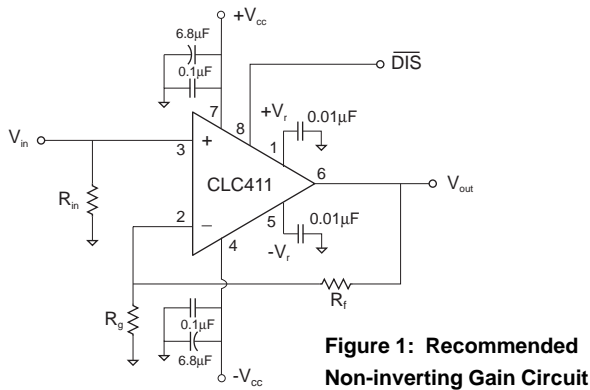 +Vcc
6.8μF
0.1μF
DIS
7
8
+Vr
0.01μF
Vin
3
+
1
CLC411
6
Vout
Rin
2
−
5
0.01μF
4
-Vr
Rf
Rg
0.1μF
6.8μF
-Vcc
Figure 1: Recommended
Non-inverting Gain Circuit